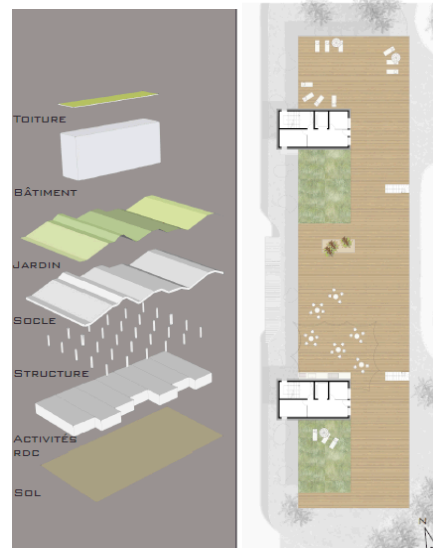 TOITURE
BÂTIMENT
JARDIN
SOCLE
STRUCTURE
ACTIVITÉS
RDC
SOL
N